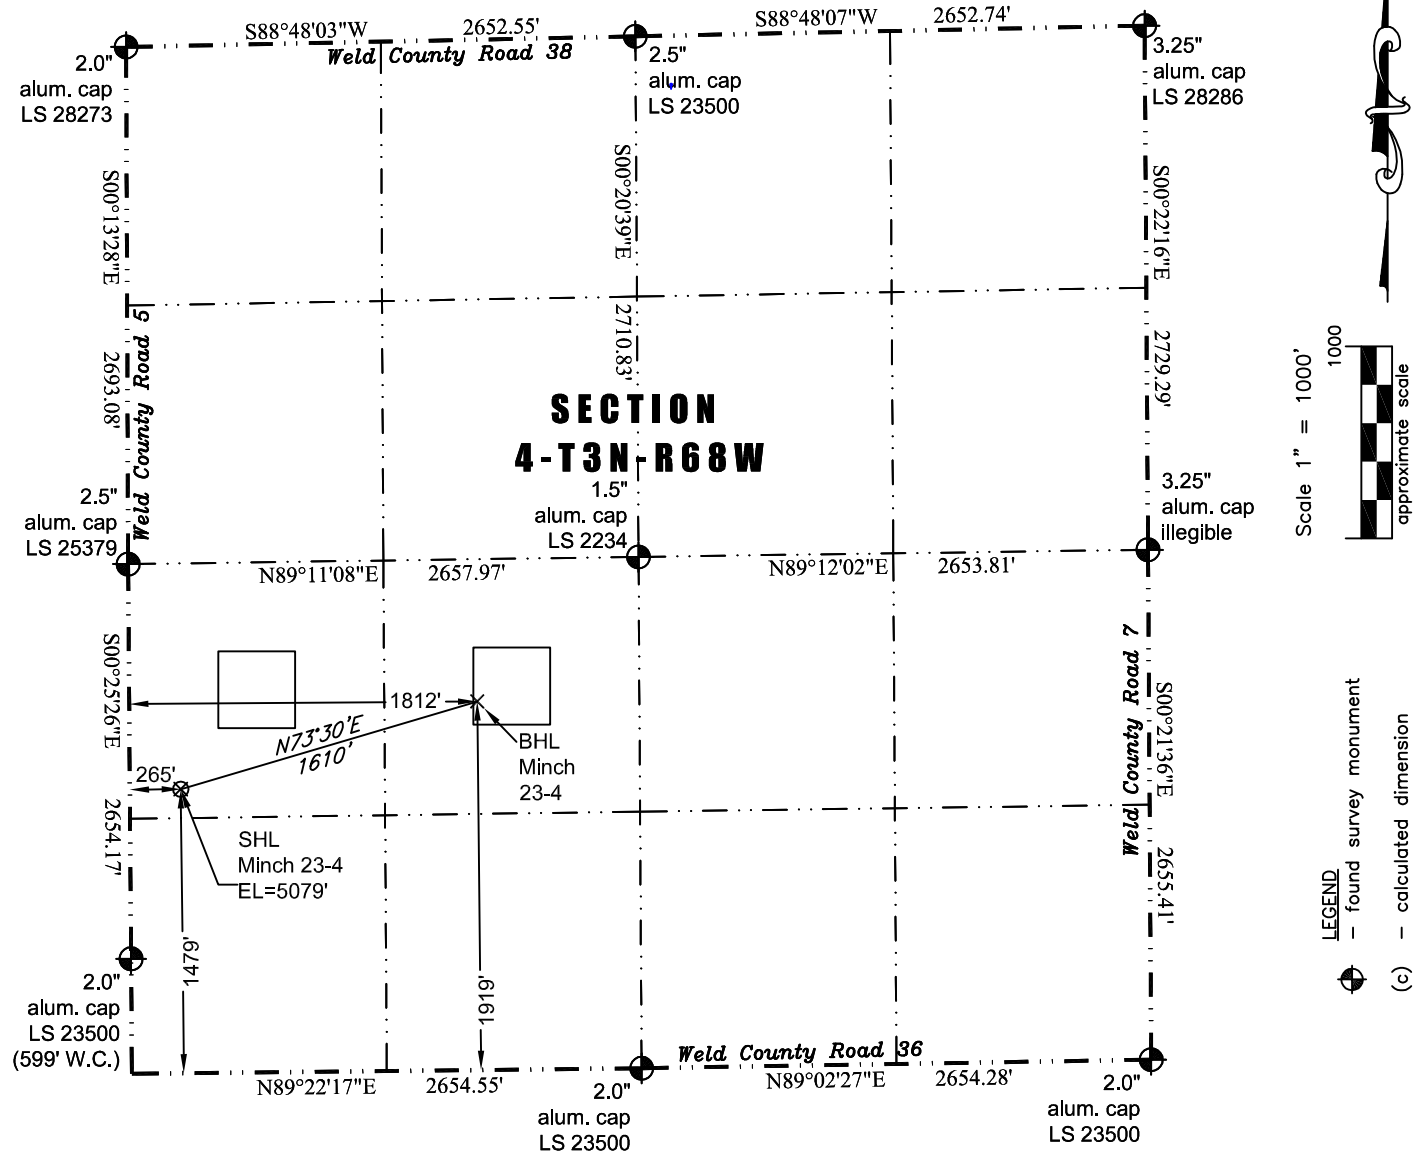 S88°48'03"W
2652.55'
S88°48'07"W
2652.74'
Weld County Road 38
2.0"
alum. cap
LS 28273
2.5"
alum. cap
LS 23500
3.25"
alum. cap
LS 28286
S00°13'28"E
2693.08'
Weld County Road 5
S00°20'39"E
2710.83'
S00°22'16"E
2729.29'
SECTION
4-T3N-R68W
2.5"
alum. cap
LS 25379
1.5"
alum. cap
LS 2234
3.25"
alum. cap
illegible
N89°11'08"E
2657.97'
N89°12'02"E
2653.81'
S00°25'26"E
2654.17'
1812'
N73°30'E
1610'
265'
BHL
Minch
23-4
SHL
Minch 23-4
EL=5079'
1479'
1919'
Weld County Road 7
S00°21'36"E
2655.41'
2.0"
alum. cap
LS 23500
(599' W.C.)
Weld County Road 36
N89°22'17"E
2654.55'
N89°02'27"E
2654.28'
2.0"
alum. cap
LS 23500
2.0"
alum. cap
LS 23500
Scale 1" = 1000'
1000
approximate scale
LEGEND
- found survey monument
(c) - calculated dimension